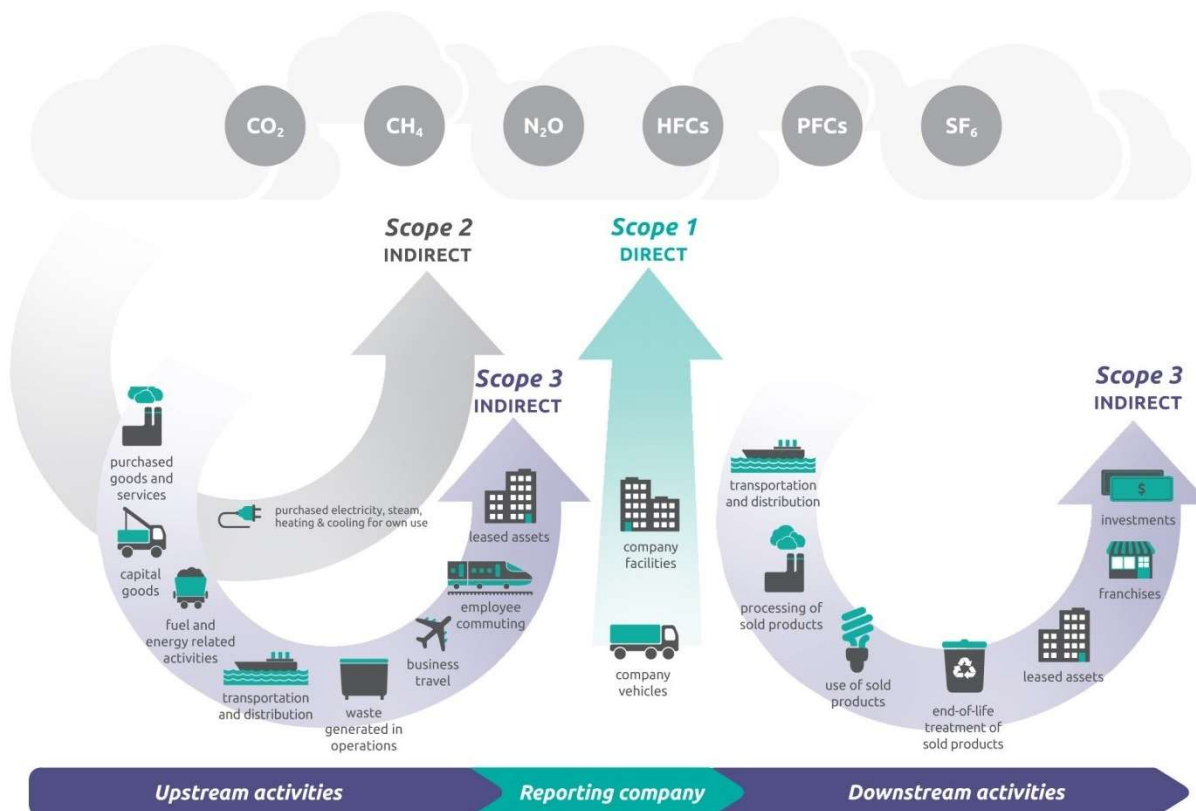 CO₂
CH₄
N₂O
HFCs
PFCs
SF₆
Scope 2
INDIRECT
Scope 1
DIRECT
Scope 3
INDIRECT
Scope 3
INDIRECT
purchased
goods and
services
purchased electricity, steam,
heating & cooling for own use
capital
goods
fuel and
energy related
activities
transportation
and distribution
waste
generated in
operations
business
travel
employee
commuting
leased assets
company
facilities
company
vehicles
transportation
and distribution
processing of
sold products
use of sold
products
end-of-life
treatment of
sold products
leased assets
franchises
$
investments
Upstream activities
Reporting company
Downstream activities